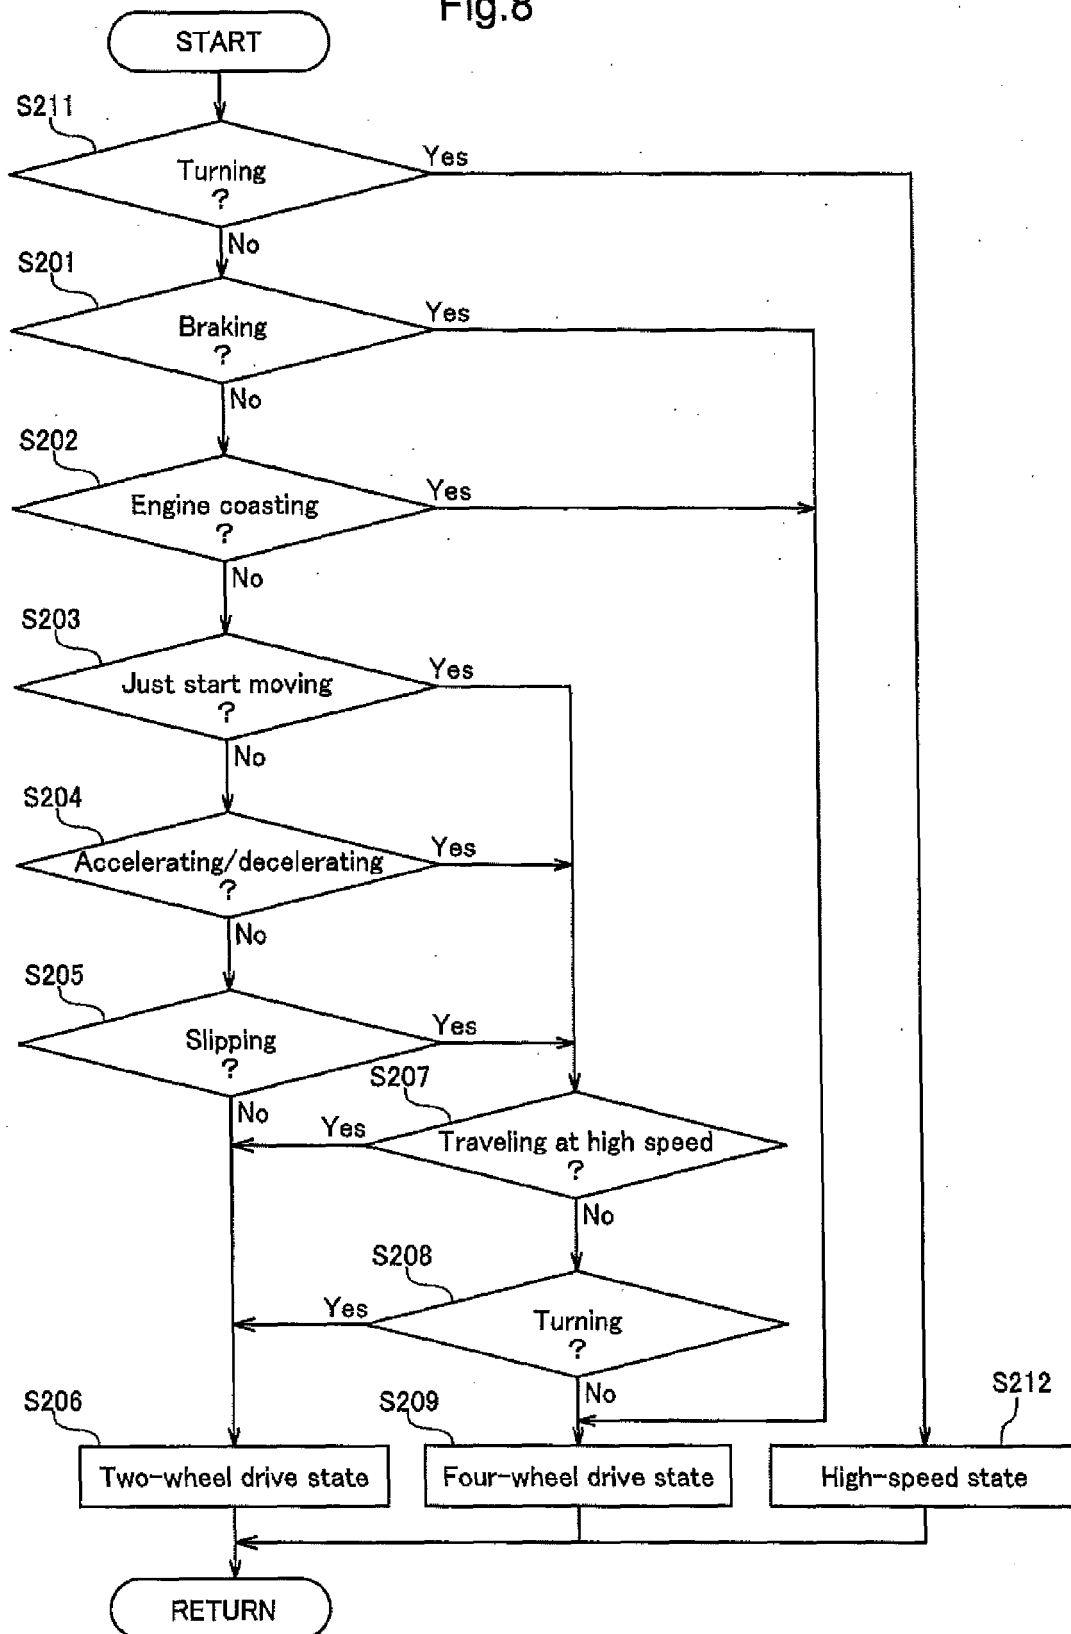 Fig.8
START
S211
Turning
?
Yes
No
S201
Braking
?
Yes
No
S202
Engine coasting
?
Yes
No
S203
Just start moving
?
Yes
No
S204
Accelerating/decelerating
?
Yes
No
S205
Slipping
?
Yes
No
S207
Traveling at high speed
?
Yes
No
S208
Turning
?
Yes
No
S206
Two-wheel drive state
S209
Four-wheel drive state
S212
High-speed state
RETURN